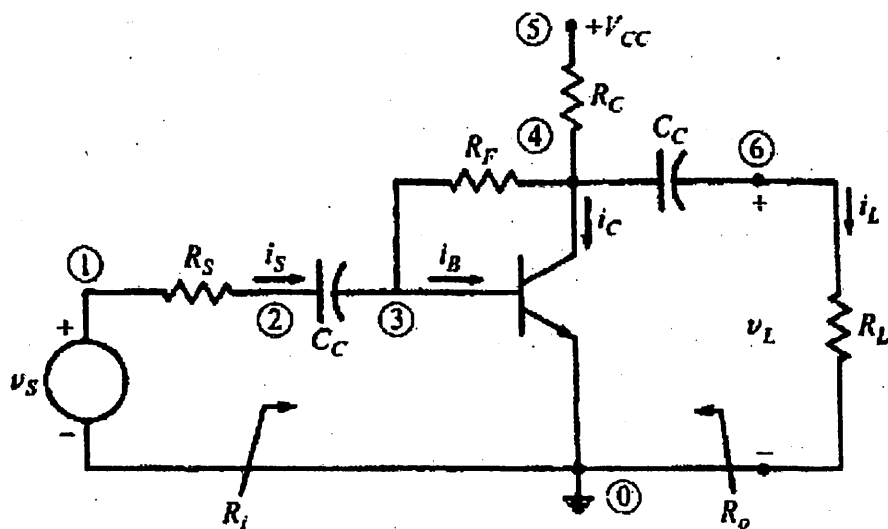 ⑤ +V_CC
R_C
④ C_C ⑥
R_F
+
i_C i_L
① R_S i_S i_B
+ ② C_C ③
v_S
v_L R_L
−
−
R_i ⓪ R_o